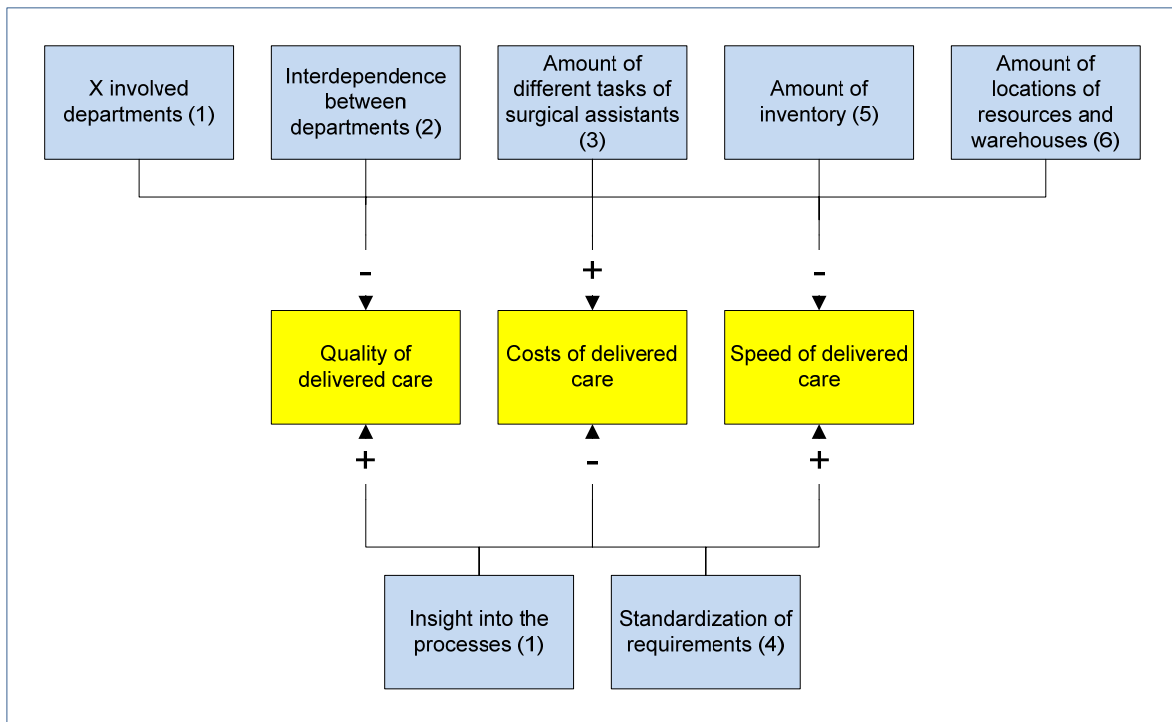 X involved
departments (1)
Interdependence
between
departments (2)
Amount of
different tasks of
surgical assistants
(3)
Amount of
inventory (5)
Amount of
locations of
resources and
warehouses (6)
-
+
-
Quality of
delivered care
Costs of delivered
care
Speed of delivered
care
+
-
+
Insight into the
processes (1)
Standardization of
requirements (4)